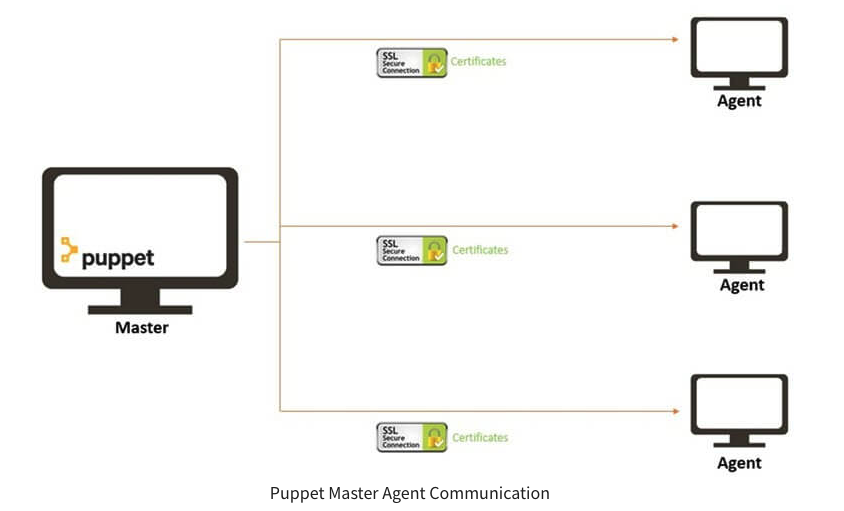 SSL
Secure
Connection
Certificates
Agent
puppet
Master
SSL
Secure
Connection
Certificates
Agent
SSL
Secure
Connection
Certificates
Agent
Puppet Master Agent Communication